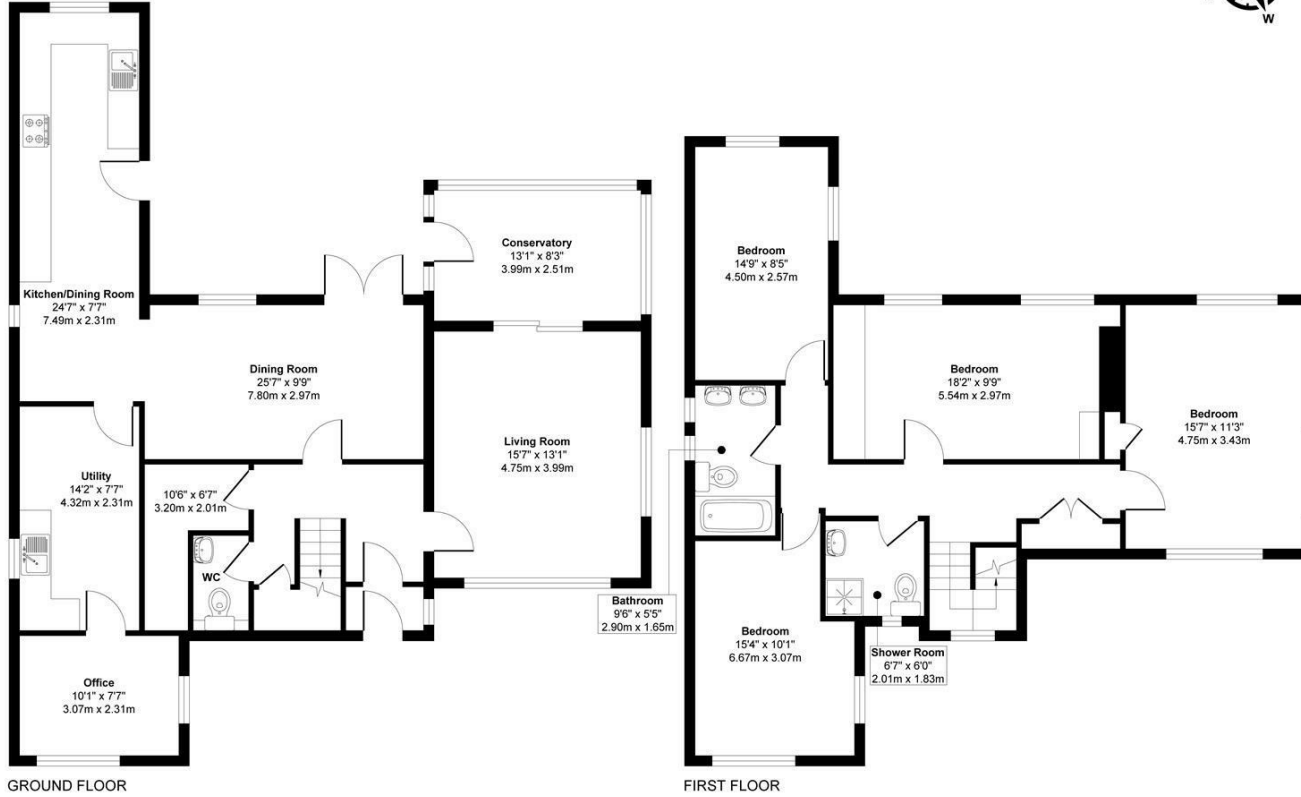 W
Kitchen/Dining Room
24'7" x 7'7"
7.49m x 2.31m
Conservatory
13'1" x 8'3"
3.99m x 2.51m
Dining Room
25'7" x 9'9"
7.80m x 2.97m
Living Room
15'7" x 13'1"
4.75m x 3.99m
Utility
14'2" x 7'7"
4.32m x 2.31m
10'6" x 6'7"
3.20m x 2.01m
WC
Office
10'1" x 7'7"
3.07m x 2.31m
GROUND FLOOR
Bedroom
14'9" x 8'5"
4.50m x 2.57m
Bedroom
18'2" x 9'9"
5.54m x 2.97m
Bedroom
15'7" x 11'3"
4.75m x 3.43m
Bathroom
9'6" x 5'5"
2.90m x 1.65m
Bedroom
15'4" x 10'1"
6.67m x 3.07m
Shower Room
6'7" x 6'0"
2.01m x 1.83m
FIRST FLOOR